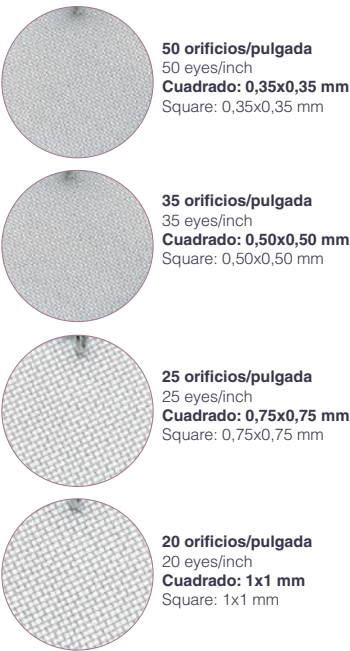 50 orificios/pulgada
50 eyes/inch
Cuadrado: 0,35x0,35 mm
Square: 0,35x0,35 mm
35 orificios/pulgada
35 eyes/inch
Cuadrado: 0,50x0,50 mm
Square: 0,50x0,50 mm
25 orificios/pulgada
25 eyes/inch
Cuadrado: 0,75x0,75 mm
Square: 0,75x0,75 mm
20 orificios/pulgada
20 eyes/inch
Cuadrado: 1x1 mm
Square: 1x1 mm